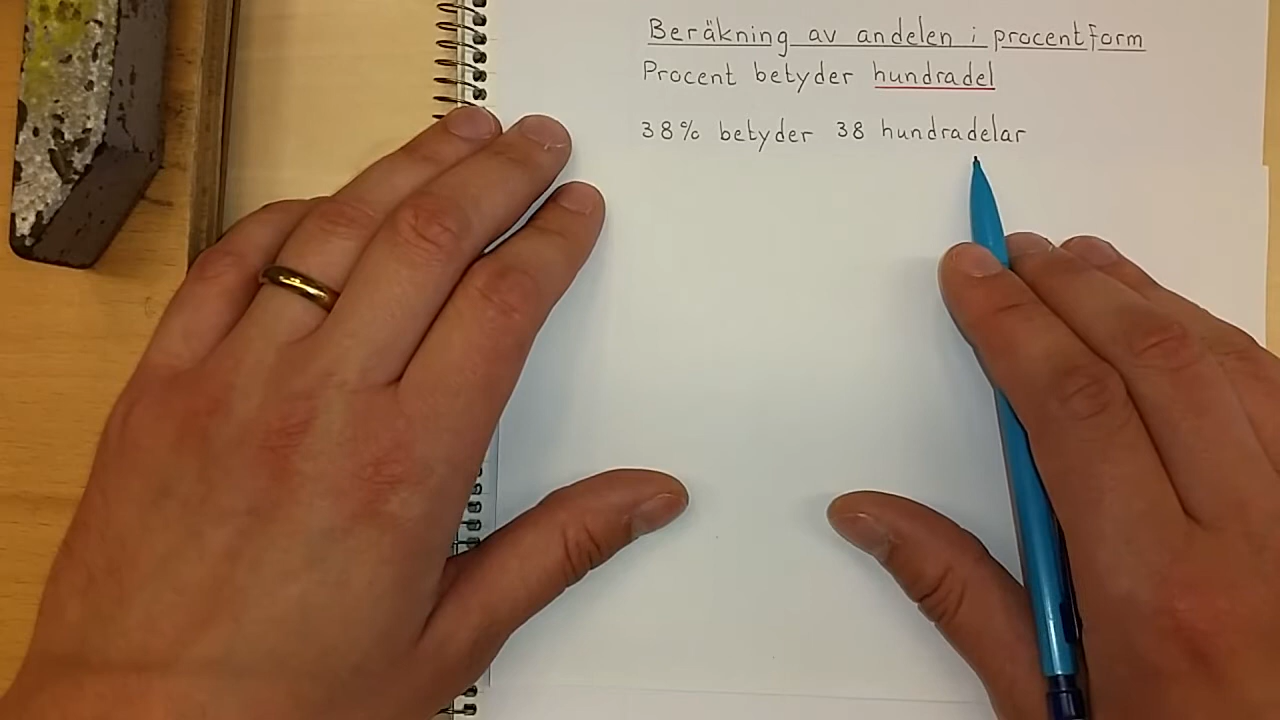 Beräkning av andelen i procentform
Procent betyder hundradel
38% betyder 38 hundradelar